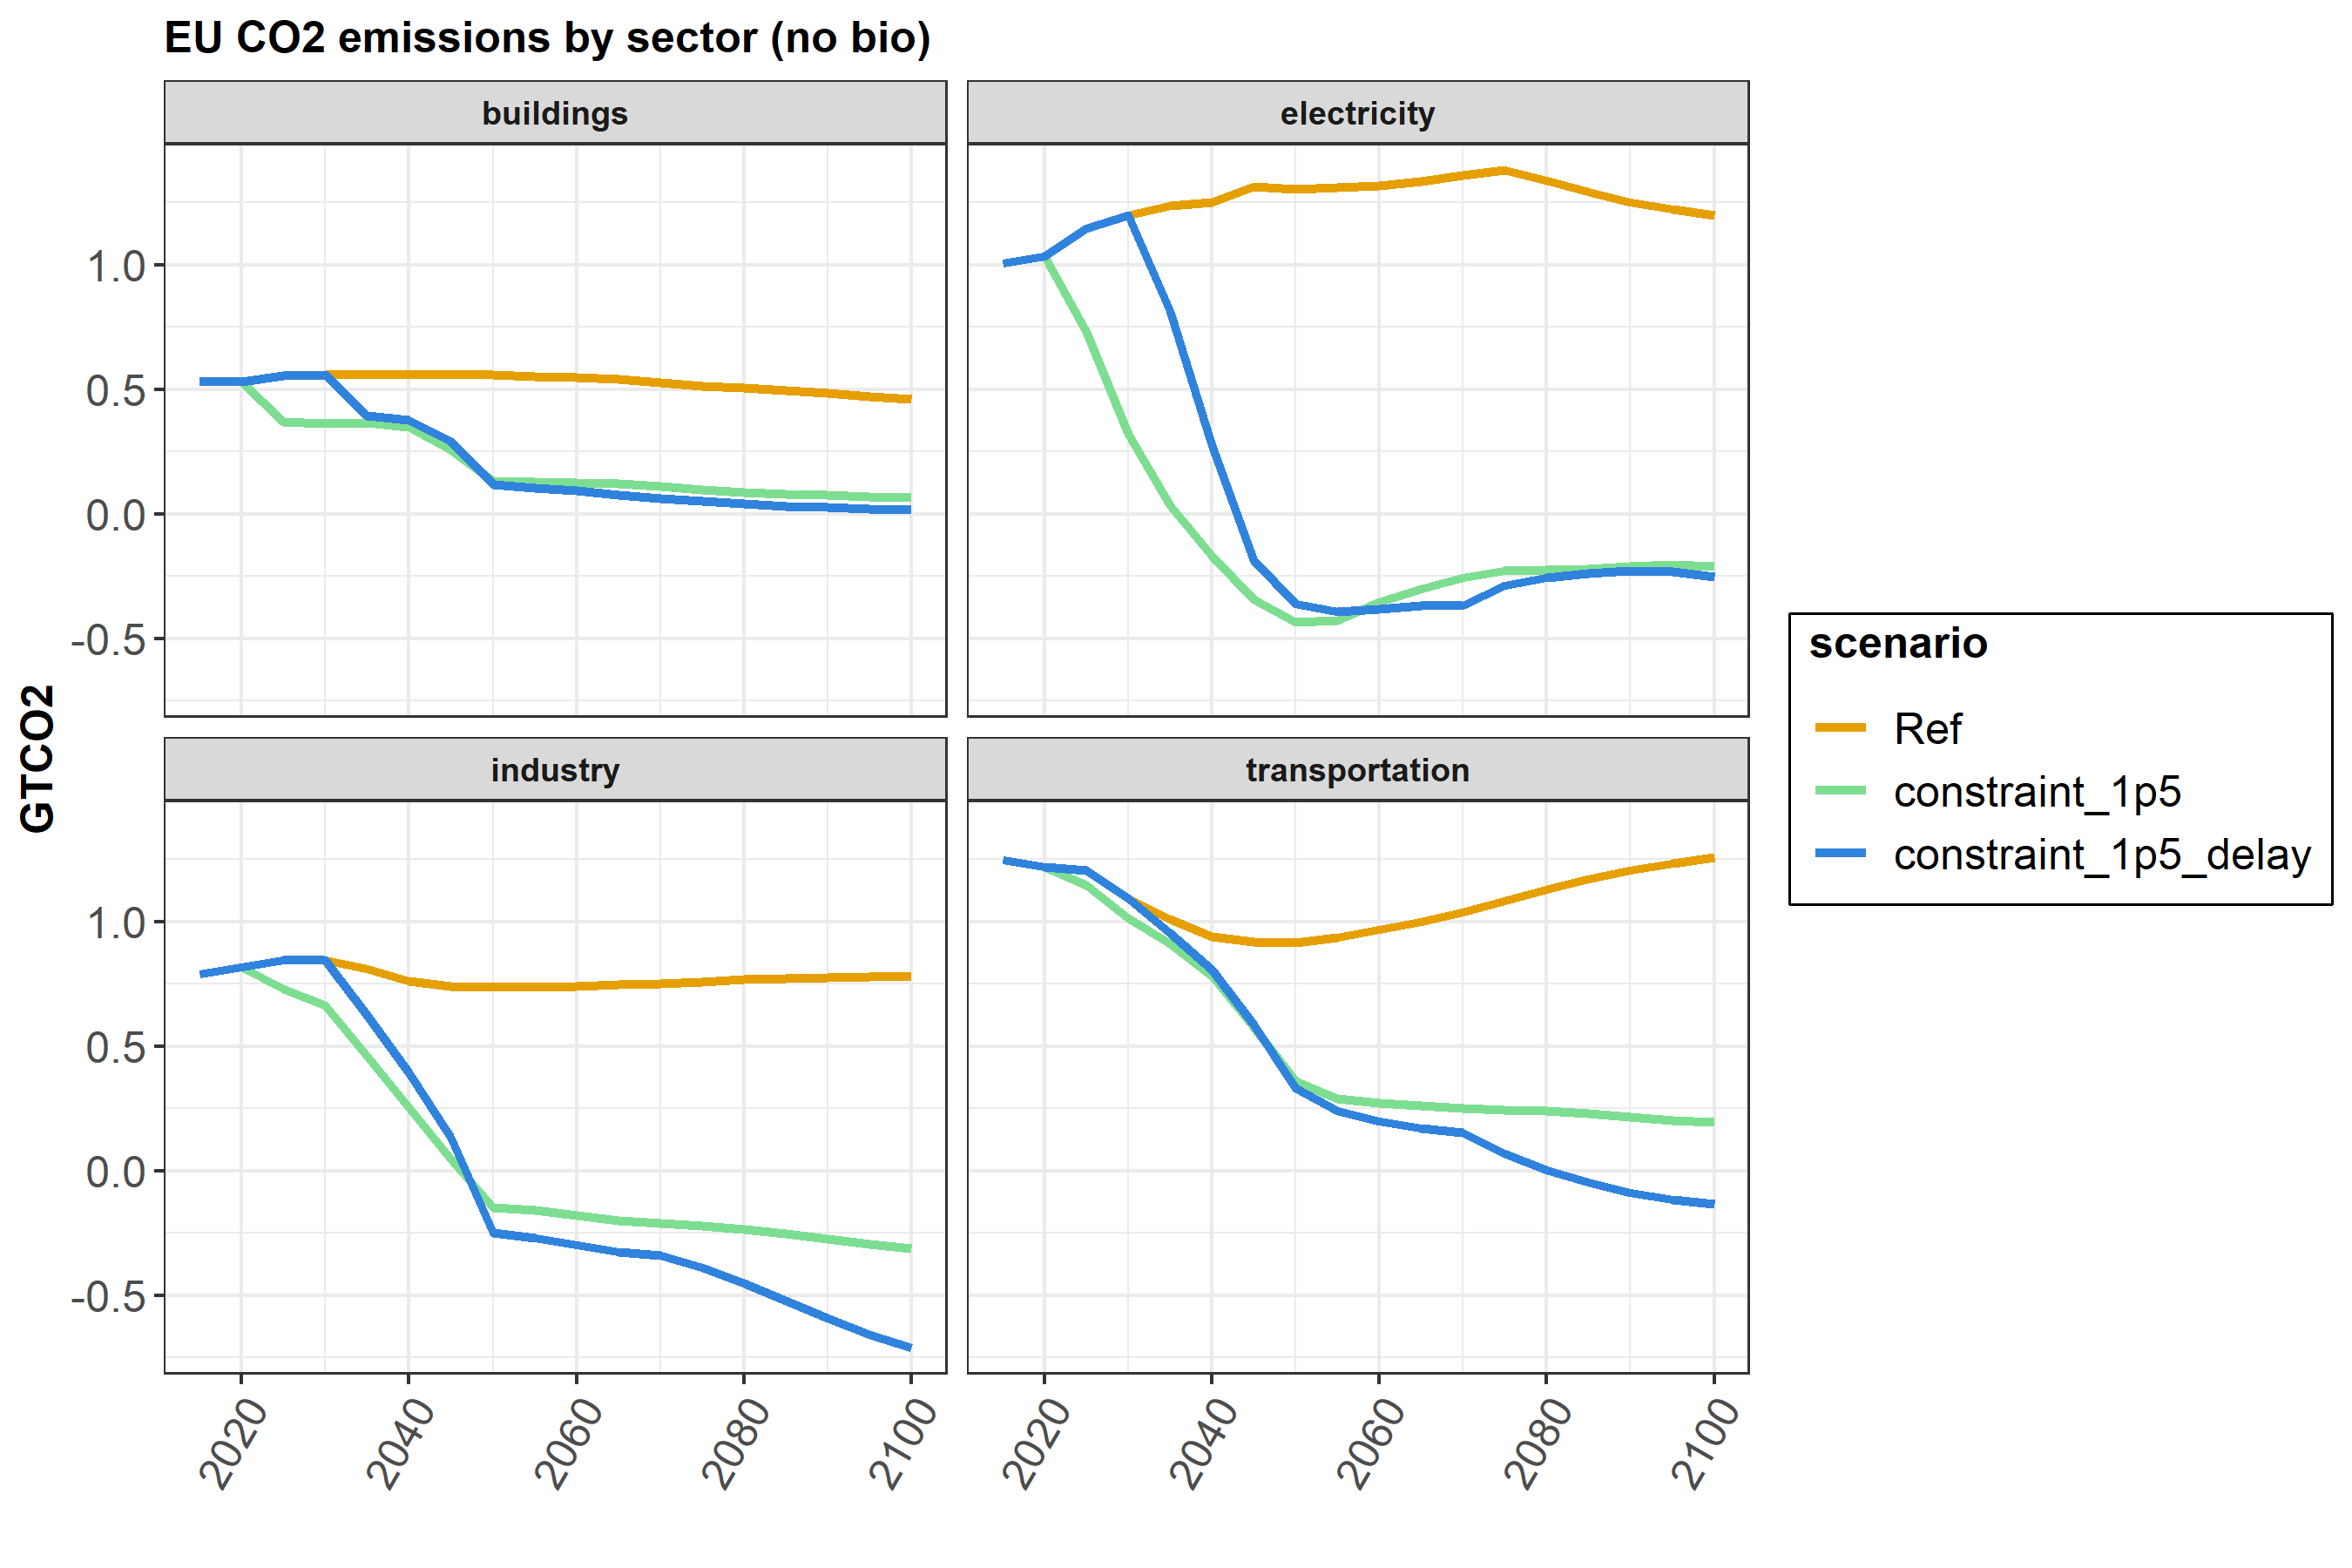 EU CO2 emissions by sector (no bio)
buildings
electricity
1.0
0.5
0.0
-0.5
GTCO2
industry
transportation
1.0
0.5
0.0
-0.5
2020 2040 2060 2080 2100
2020 2040 2060 2080 2100
scenario
Ref
constraint_1p5
constraint_1p5_delay